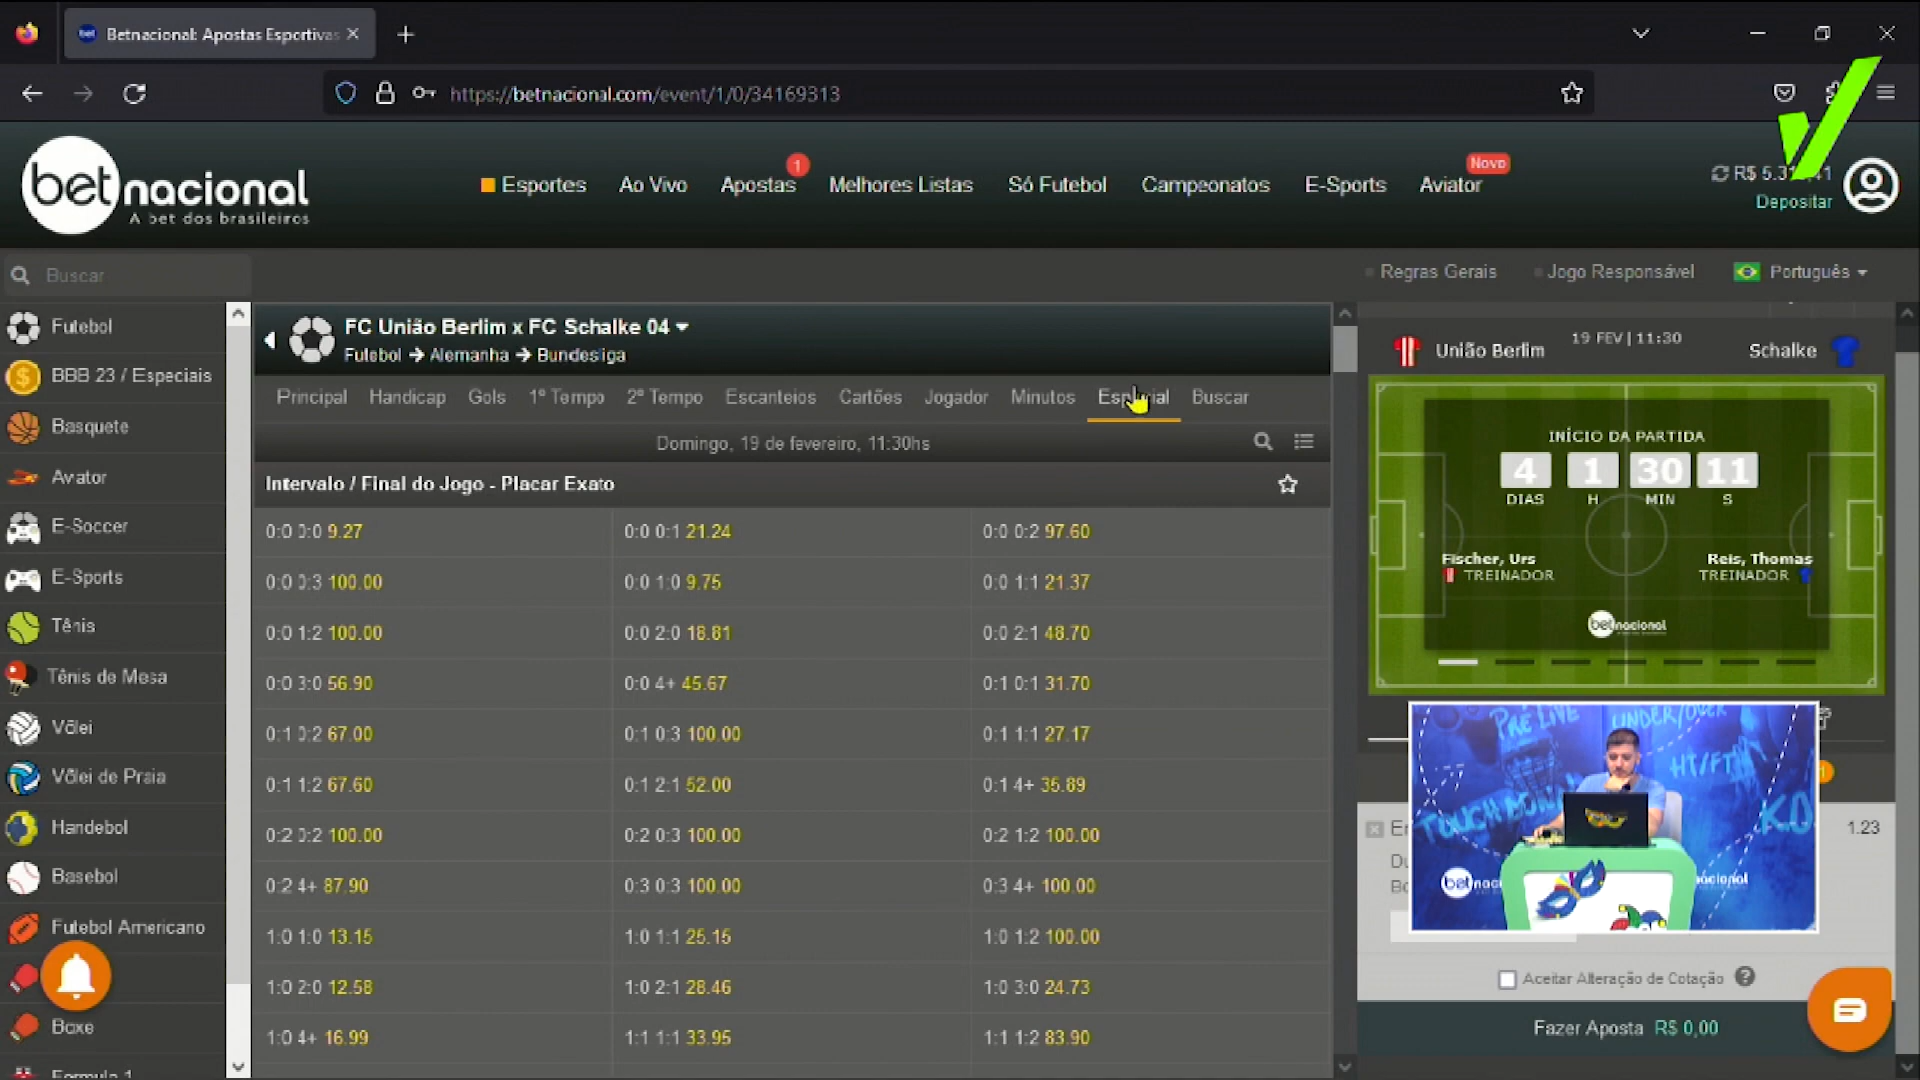 Betnacional: Apostas Esportivas
https://betnacional.com/event/1/0/34169313
betnacional
A bet dos brasileiros
Esportes
Ao Vivo
Apostas
1
Melhores Listas
Só Futebol
Campeonatos
E-Sports
Aviator
Novo
Depositar
Buscar
Regras Gerais
Jogo Responsável
Português
Futebol
BBB 23 / Especiais
Basquete
Aviator
E-Soccer
E-Sports
Tênis
Tênis de Mesa
Vôlei
Vôlei de Praia
Handebol
Basebol
Futebol Americano
Boxe
Formula 1
FC União Berlim x FC Schalke 04
Futebol → Alemanha → Bundesliga
Principal Handicap Gols 1º Tempo 2º Tempo Escanteios Cartões Jogador Minutos Especial Buscar
Domingo, 19 de fevereiro, 11:30hs
Intervalo / Final do Jogo - Placar Exato
0:0 0:0 9.27 0:0 0:1 21.24 0:0 0:2 97.60
0:0 0:3 100.00 0:0 1:0 9.75 0:0 1:1 21.37
0:0 1:2 100.00 0:0 2:0 18.81 0:0 2:1 48.70
0:0 3:0 56.90 0:0 4+ 45.67 0:1 0:1 31.70
0:1 0:2 67.00 0:1 0:3 100.00 0:1 1:1 27.17
0:1 1:2 67.60 0:1 2:1 52.00 0:1 4+ 35.89
0:2 0:2 100.00 0:2 0:3 100.00 0:2 1:2 100.00
0:2 4+ 87.90 0:3 0:3 100.00 0:3 4+ 100.00
1:0 1:0 13.15 1:0 1:1 25.15 1:0 1:2 100.00
1:0 2:0 12.58 1:0 2:1 28.46 1:0 3:0 24.73
1:0 4+ 16.99 1:1 1:1 33.95 1:1 1:2 83.90
União Berlim
19 FEV | 11:30
Schalke
INÍCIO DA PARTIDA
4 1 30 11
DIAS H MIN S
Fischer, Urs
TREINADOR
Reis, Thomas
TREINADOR
betnacional
PRÉ LIVE
UNDER/OVER
HT/FT
TOUCH DOWN
K.O
1.23
Aceitar Alteração de Cotação
Fazer Aposta R$ 0,00